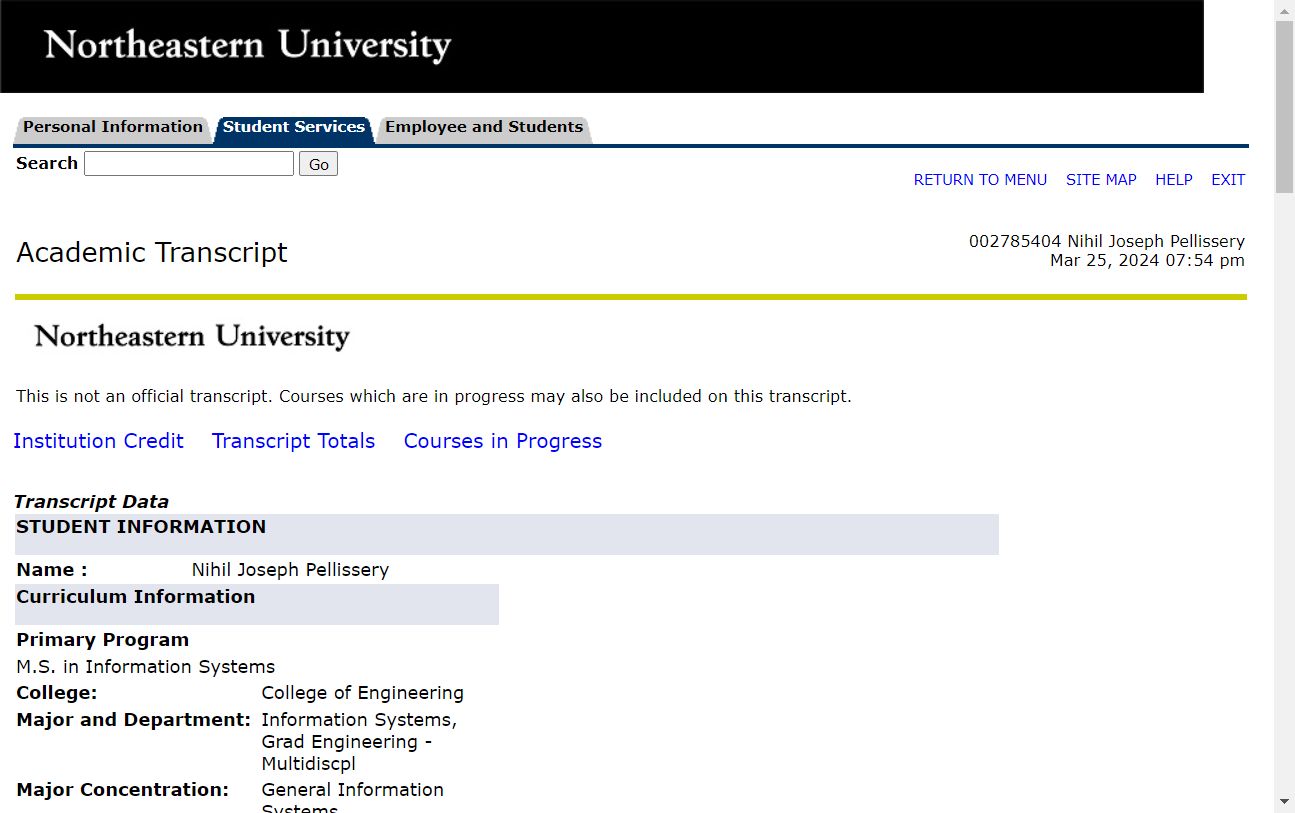 Northeastern University
Personal Information Student Services Employee and Students
Search Go
RETURN TO MENU SITE MAP HELP EXIT
Academic Transcript
002785404 Nihil Joseph Pellissery
Mar 25, 2024 07:54 pm
Northeastern University
This is not an official transcript. Courses which are in progress may also be included on this transcript.
Institution Credit Transcript Totals Courses in Progress
Transcript Data
STUDENT INFORMATION
Name : Nihil Joseph Pellissery
Curriculum Information
Primary Program
M.S. in Information Systems
College: College of Engineering
Major and Department: Information Systems,
Grad Engineering -
Multidiscpl
Major Concentration: General Information
Systems